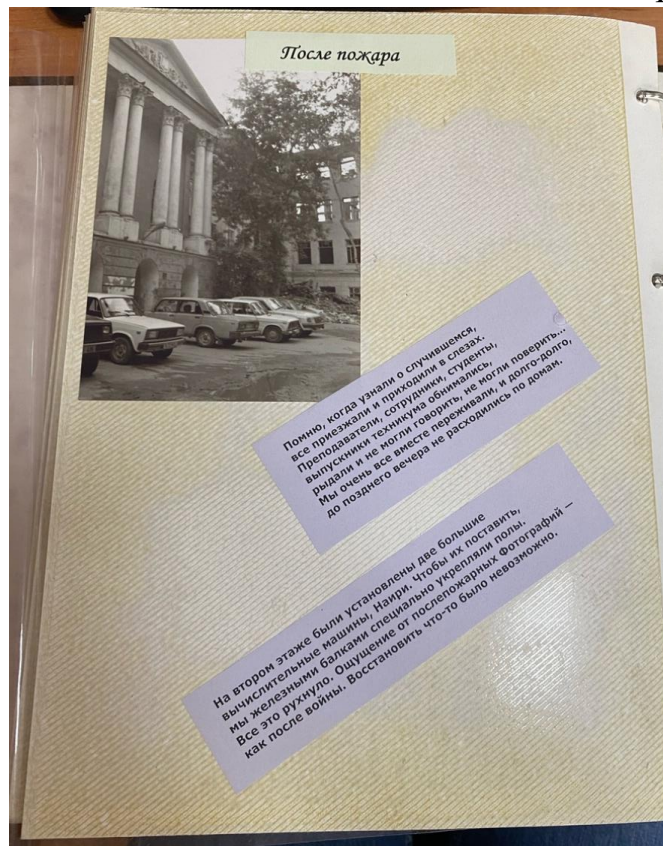 После пожара
Помню, когда узнали о случившемся,
все приезжали и приходили в слезах.
Преподаватели, сотрудники, студенты,
выпускники техникума обнимались,
рыдали и не могли говорить, не могли поверить...
Мы очень все вместе переживали, и долго-долго,
до позднего вечера не расходились по домам.
На втором этаже были установлены две большие
вычислительные машины, Наири. Чтобы их поставить,
мы железными балками специально укрепляли полы.
Все это рухнуло. Ощущение от послепожарных Фотографий —
как после войны. Восстановить что-то было невозможно.